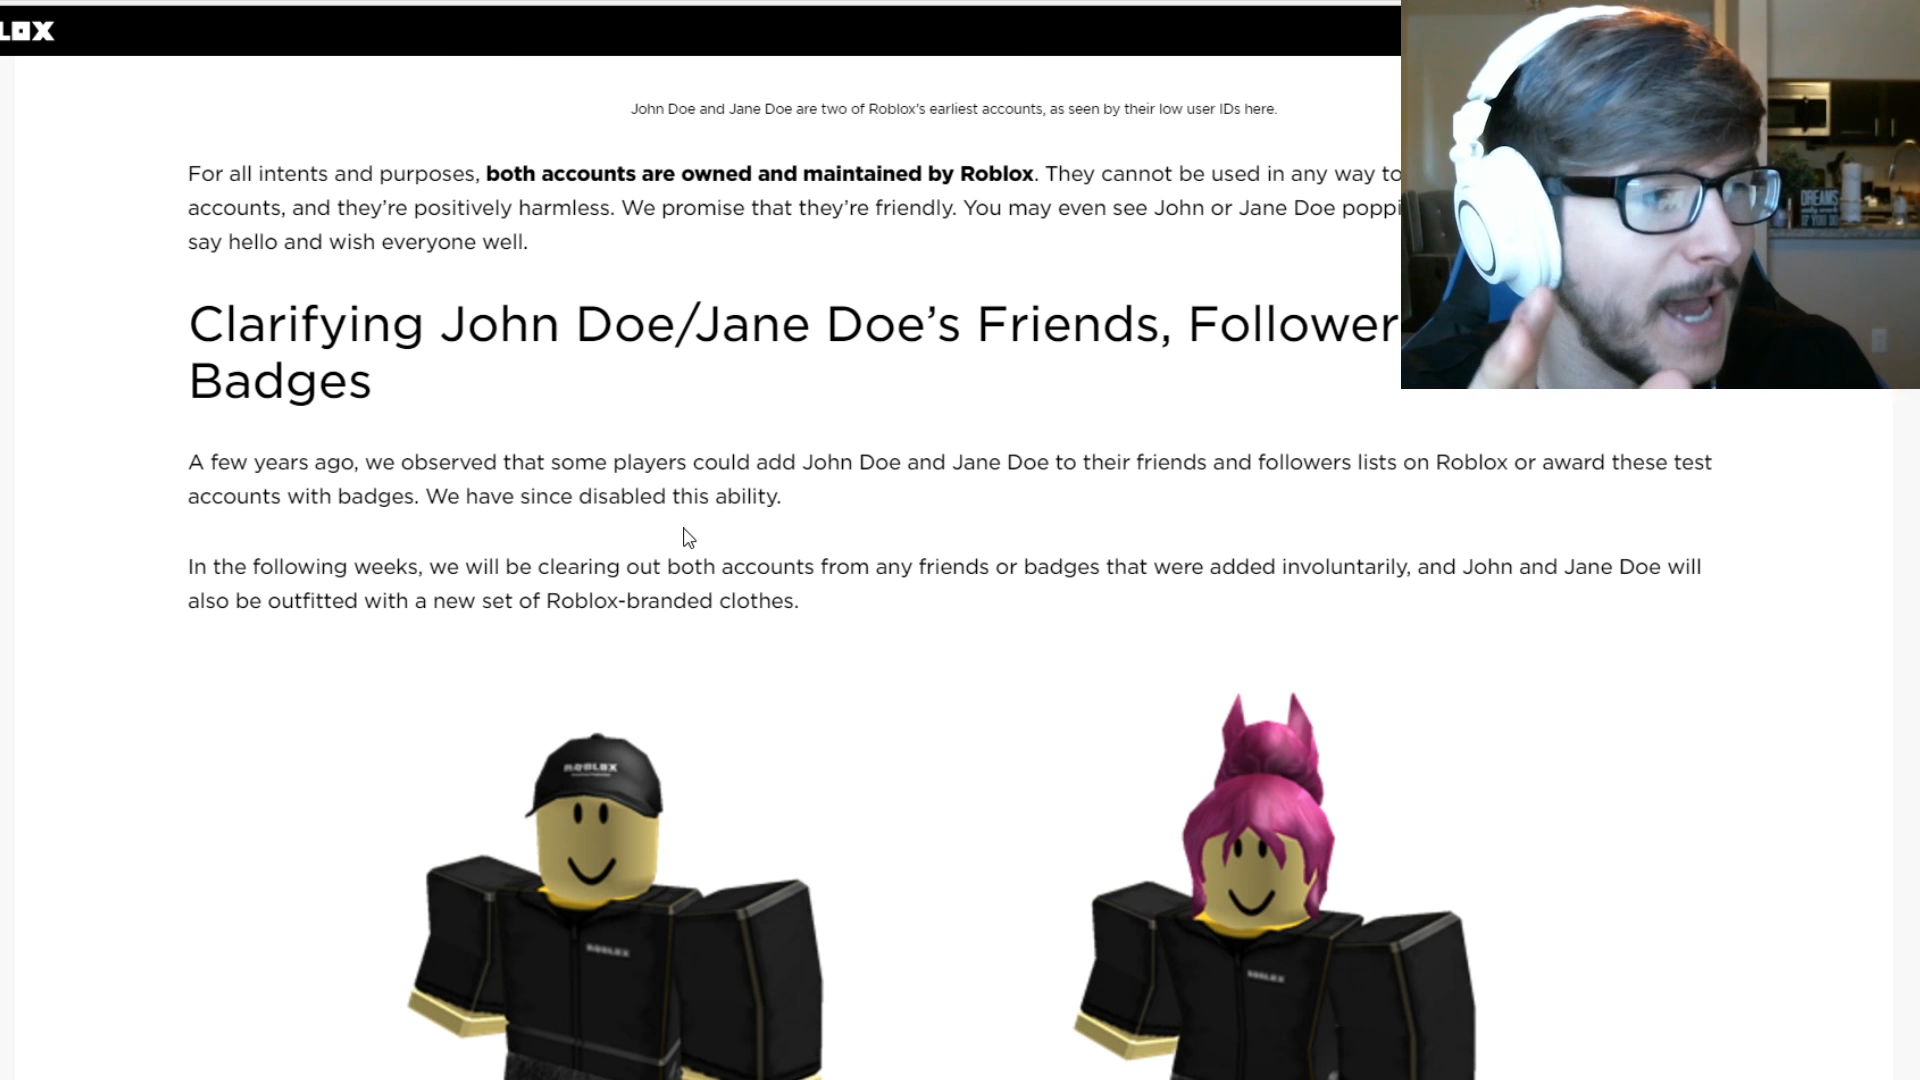 LOX
John Doe and Jane Doe are two of Roblox's earliest accounts, as seen by their low user IDs here.
For all intents and purposes, both accounts are owned and maintained by Roblox. They cannot be used in any way to
accounts, and they're positively harmless. We promise that they're friendly. You may even see John or Jane Doe poppi
say hello and wish everyone well.
Clarifying John Doe/Jane Doe's Friends, Follower
Badges
A few years ago, we observed that some players could add John Doe and Jane Doe to their friends and followers lists on Roblox or award these test
accounts with badges. We have since disabled this ability.
In the following weeks, we will be clearing out both accounts from any friends or badges that were added involuntarily, and John and Jane Doe will
also be outfitted with a new set of Roblox-branded clothes.
ROBLOX
ROBLOX
ROBLOX
DREAMS